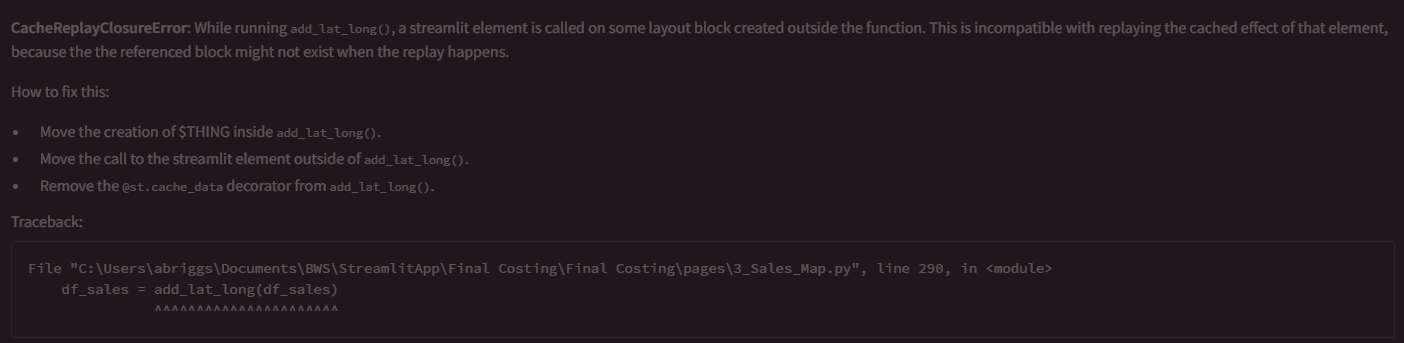 CacheReplayClosureError: While running add_lat_long(), a streamlit element is called on some layout block created outside the function. This is incompatible with replaying the cached effect of that element,
because the the referenced block might not exist when the replay happens.
How to fix this:
• Move the creation of $THING inside add_lat_long().
• Move the call to the streamlit element outside of add_lat_long().
• Remove the @st.cache_data decorator from add_lat_long().
Traceback:
File "C:\Users\abriggs\Documents\BWS\StreamlitApp\Final Costing\Final Costing\pages\3_Sales_Map.py", line 290, in <module>
df_sales = add_lat_long(df_sales)
^^^^^^^^^^^^^^^^^^^^^^